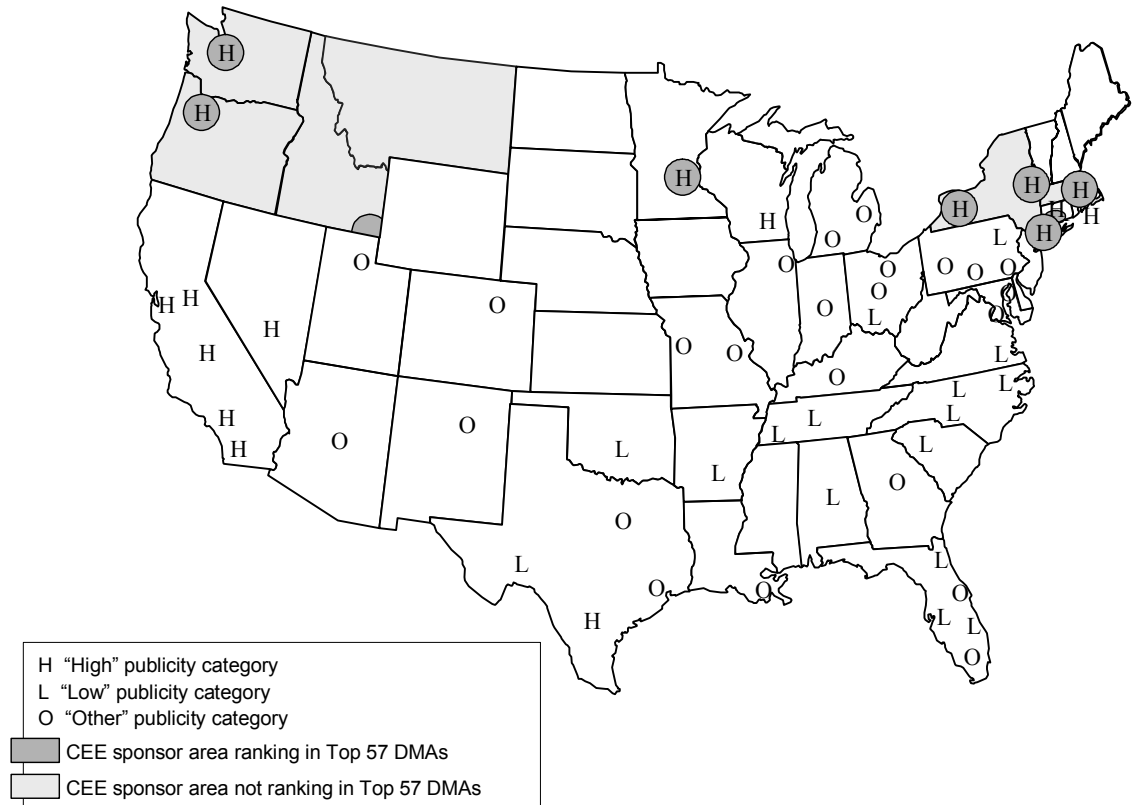 H
H
H
H
H
H
H
H
O
H
L
H
O
O
O
O
O
O
O
O
H
H
O
O
O
L
H
H
O
O
L
O
L
L
H
L
L
O
L
H
O
L
L
L
O
L
O
L
L
O
O
O
H
L
L
O
H "High" publicity category
L "Low" publicity category
O "Other" publicity category
CEE sponsor area ranking in Top 57 DMAs
CEE sponsor area not ranking in Top 57 DMAs